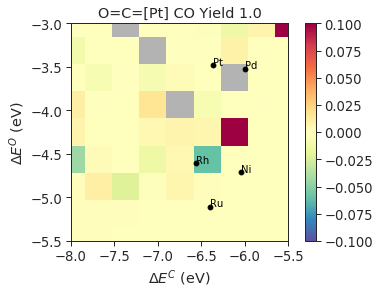 O=C=[Pt] CO Yield 1.0
ΔE^O (eV)
−3.0
−3.5
−4.0
−4.5
−5.0
−5.5
Pt
Pd
Rh
Ni
Ru
−8.0 −7.5 −7.0 −6.5 −6.0 −5.5
ΔE^C (eV)
0.100
0.075
0.050
0.025
0.000
−0.025
−0.050
−0.075
−0.100